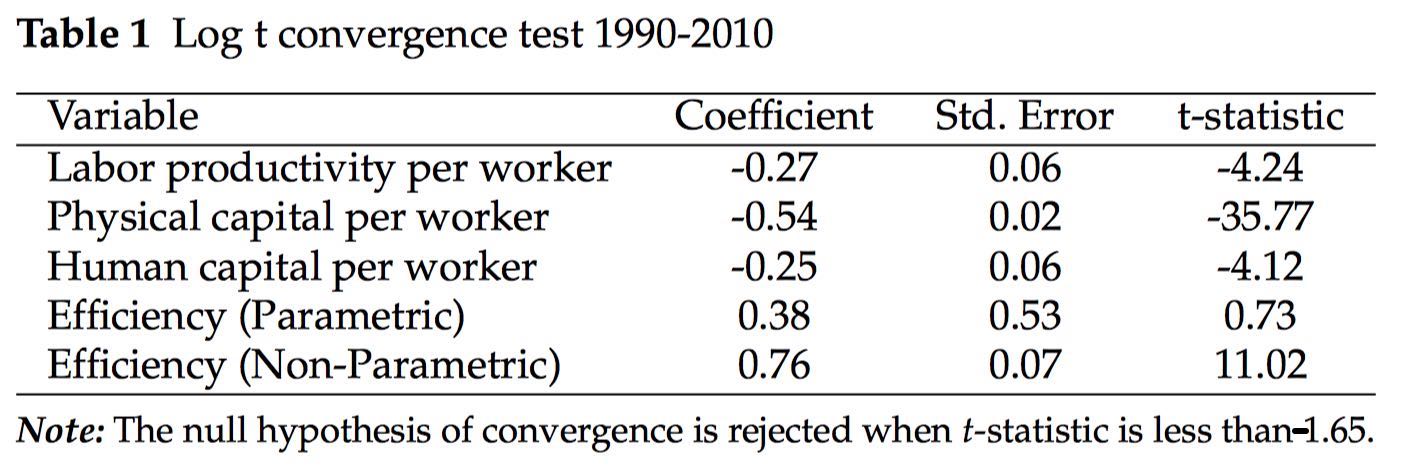 Table 1 Log t convergence test 1990-2010
Variable Coefficient Std. Error t-statistic
Labor productivity per worker -0.27 0.06 -4.24
Physical capital per worker -0.54 0.02 -35.77
Human capital per worker -0.25 0.06 -4.12
Efficiency (Parametric) 0.38 0.53 0.73
Efficiency (Non-Parametric) 0.76 0.07 11.02
Note: The null hypothesis of convergence is rejected when t-statistic is less than-1.65.